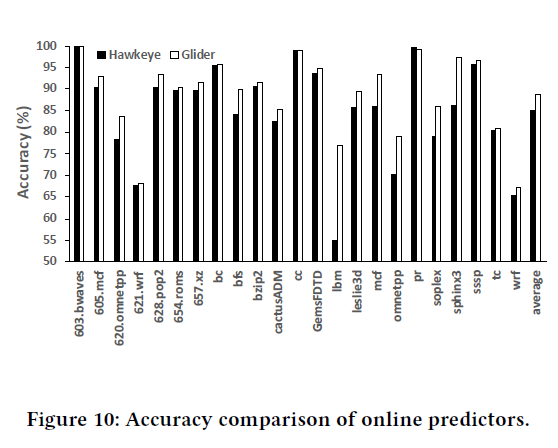 Hawkeye Glider
Accuracy (%)
100
95
90
85
80
75
70
65
60
55
50
603.bwaves
605.mcf
620.omnetpp
621.wrf
628.pop2
654.roms
657.xz
bc
bfs
bzip2
cactusADM
cc
GemsFDTD
lbm
leslie3d
mcf
omnetpp
pr
soplex
sphinx3
sssp
tc
wrf
average
Figure 10: Accuracy comparison of online predictors.